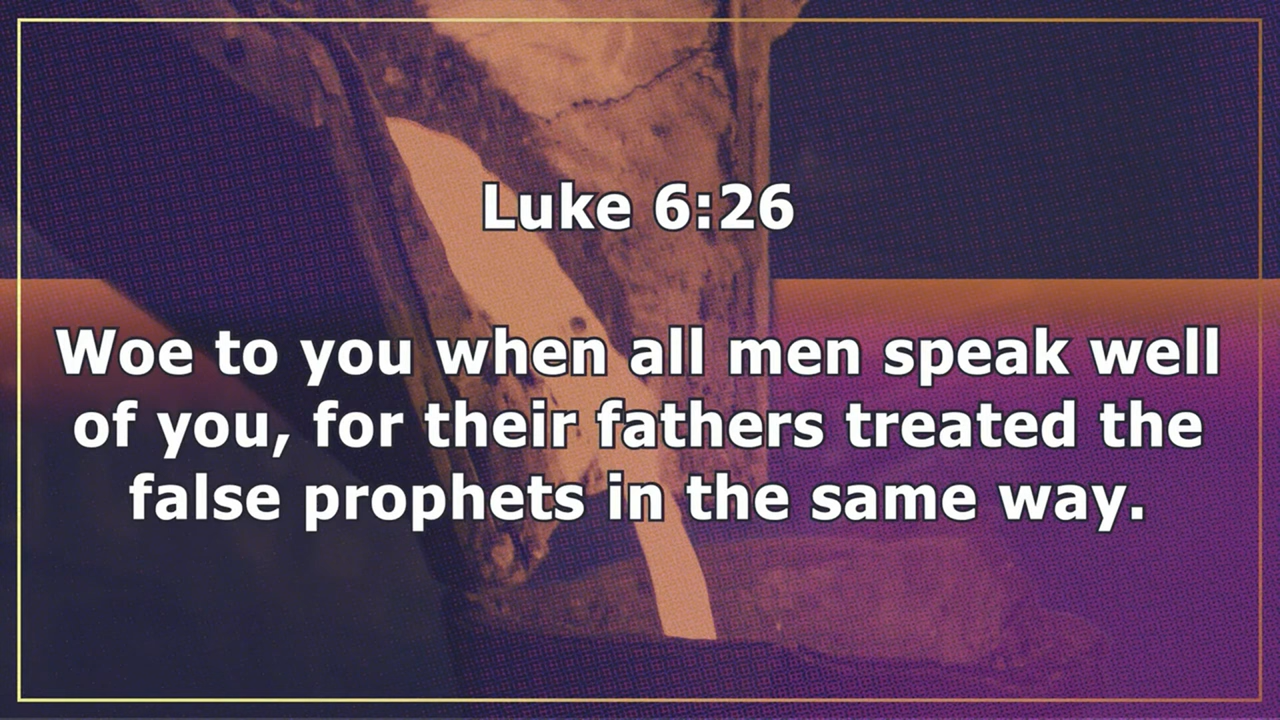 Luke 6:26
Woe to you when all men speak well
of you, for their fathers treated the
false prophets in the same way.